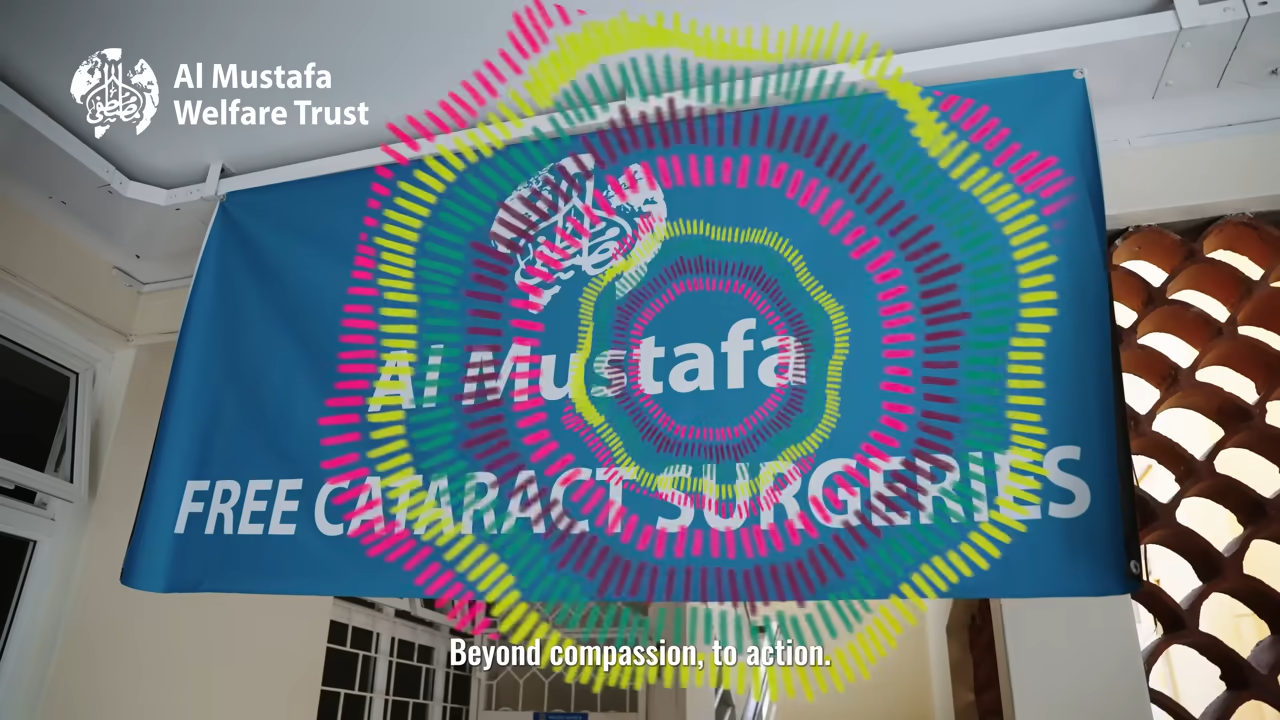 Al Mustafa
Welfare Trust
Al Mustafa
FREE CATARACT SURGERIES
Beyond compassion, to action.